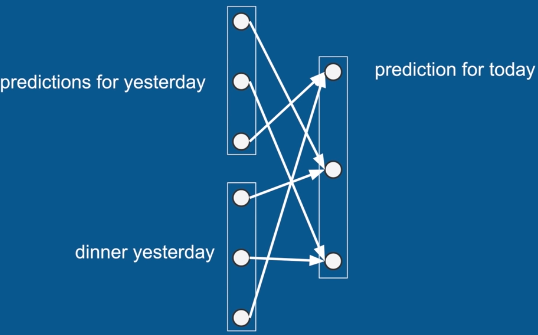 predictions for yesterday
prediction for today
dinner yesterday